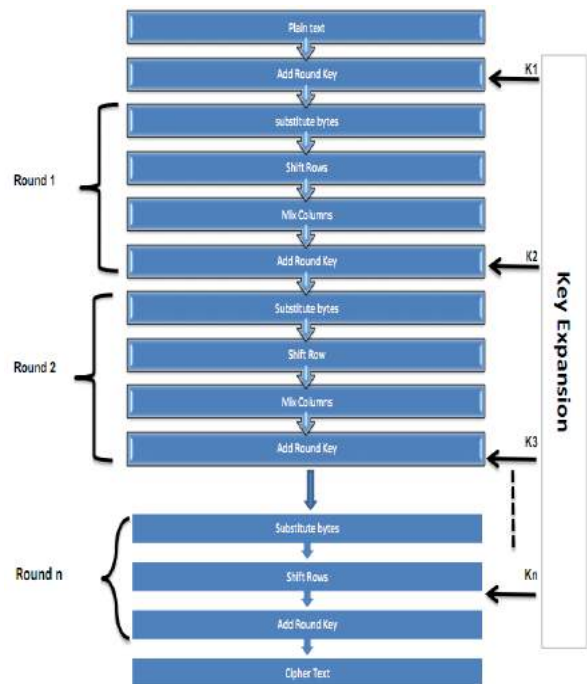 Plain text
Add Round Key
K1
substitute bytes
Round 1
Shift Rows
Mix Columns
Add Round Key
K2
Substitute bytes
Round 2
Shift Row
Mix Columns
Add Round Key
K3
Key Expansion
Substitute bytes
Round n
Shift Rows
Kn
Add Round Key
Cipher Text